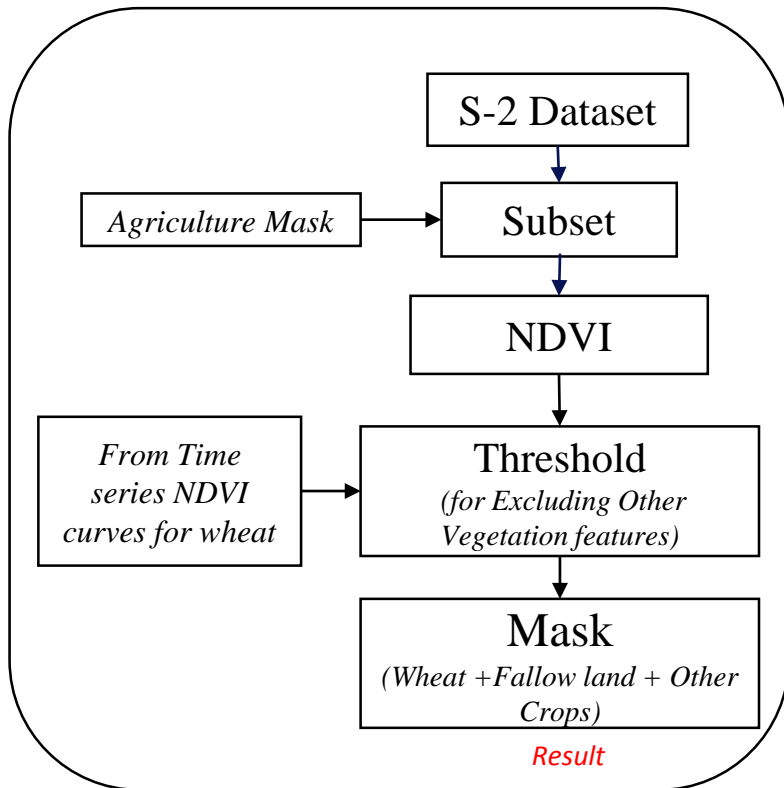 S-2 Dataset
Agriculture Mask
Subset
NDVI
From Time
series NDVI
curves for wheat
Threshold
(for Excluding Other
Vegetation features)
Mask
(Wheat +Fallow land + Other
Crops)
Result